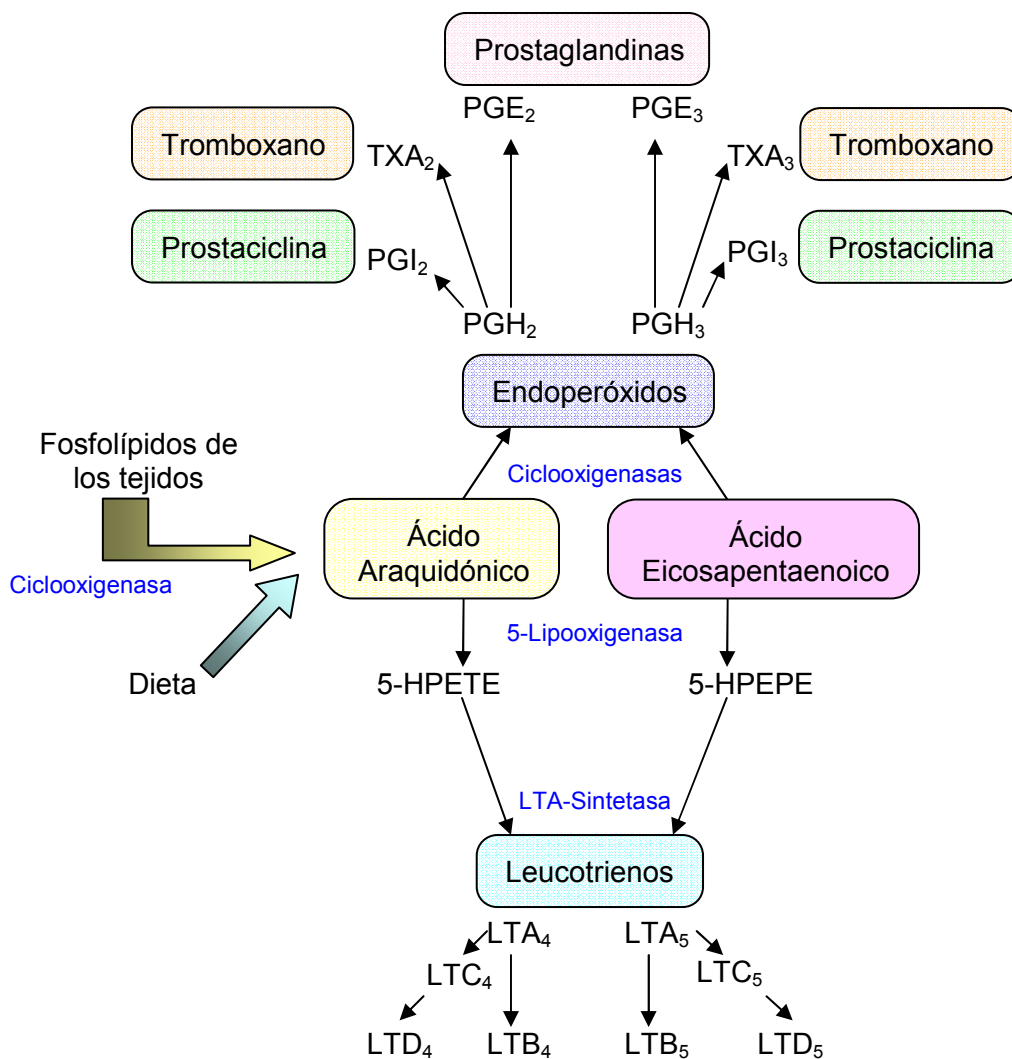 Prostaglandinas
PGE₂
PGE₃
Tromboxano
TXA₂
TXA₃
Tromboxano
Prostaciclina
PGI₂
PGI₃
Prostaciclina
PGH₂
PGH₃
Endoperóxidos
Fosfolípidos de
los tejidos
Ciclooxigenasas
Ácido
Araquidónico
Ácido
Eicosapentaenoico
Ciclooxigenasa
5-Lipooxigenasa
Dieta
5-HPETE
5-HPEPE
LTA-Sintetasa
Leucotrienos
LTA₄
LTA₅
LTC₄
LTC₅
LTD₄
LTB₄
LTB₅
LTD₅